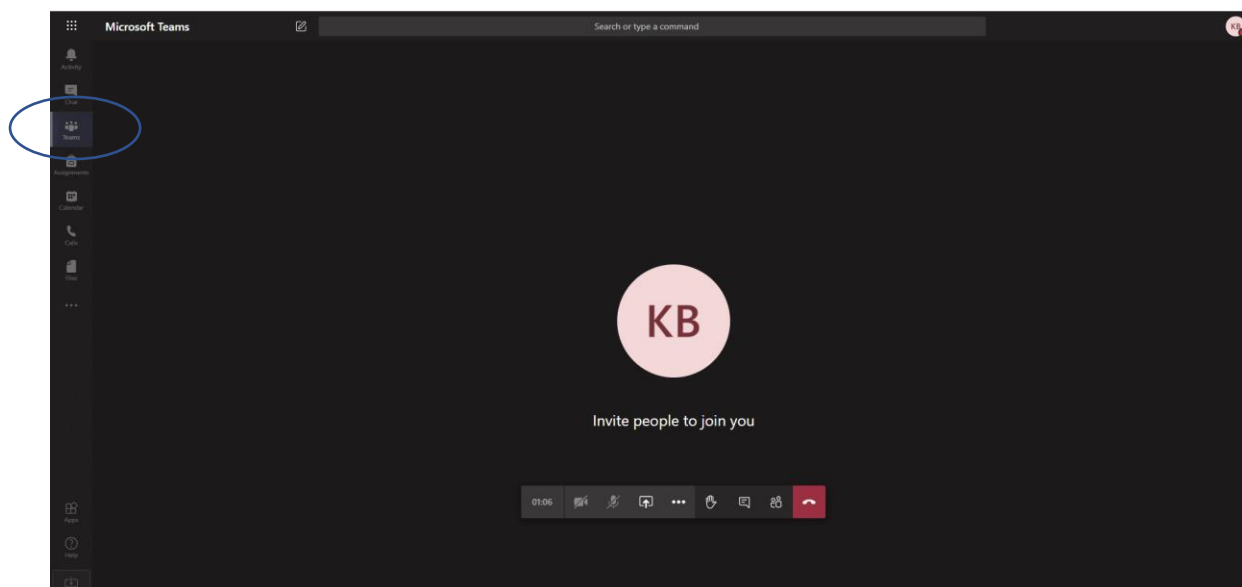 Microsoft Teams
Search or type a command
KB
Activity
Chat
Teams
Assignments
Calendar
Calls
Files
KB
Invite people to join you
01:06
Apps
Help